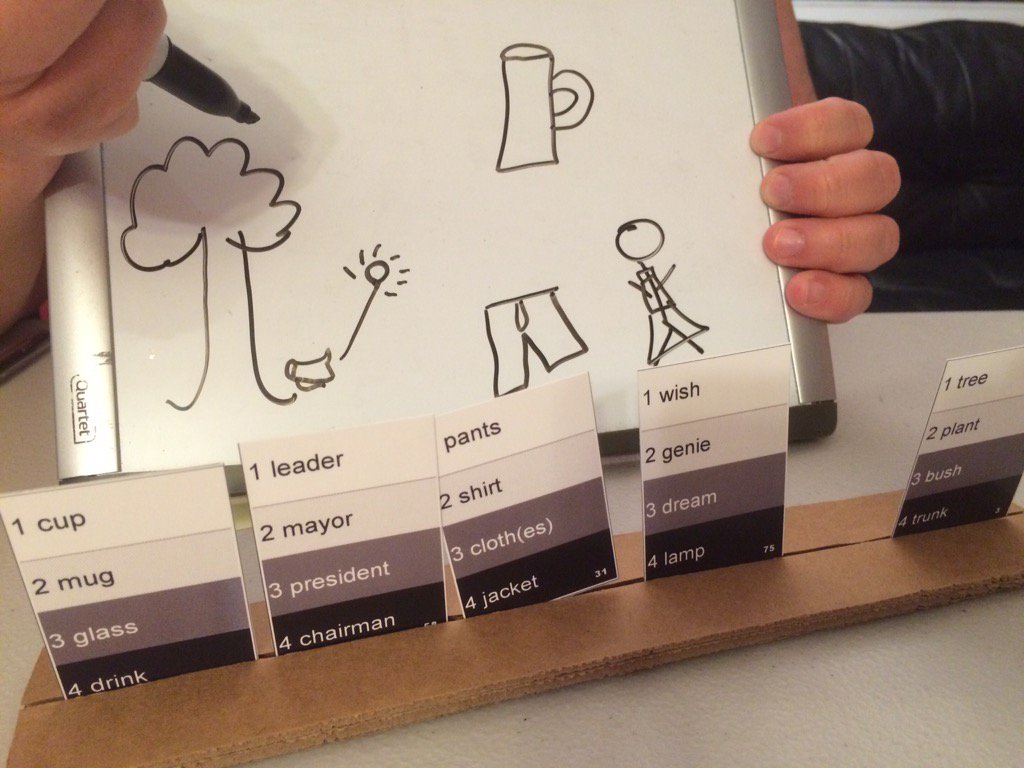 Quartet
1 cup
2 mug
3 glass
4 drink
1 leader
2 mayor
3 president
4 chairman
pants
2 shirt
3 cloth(es)
4 jacket
31
1 wish
2 genie
3 dream
4 lamp
75
1 tree
2 plant
3 bush
4 trunk
3